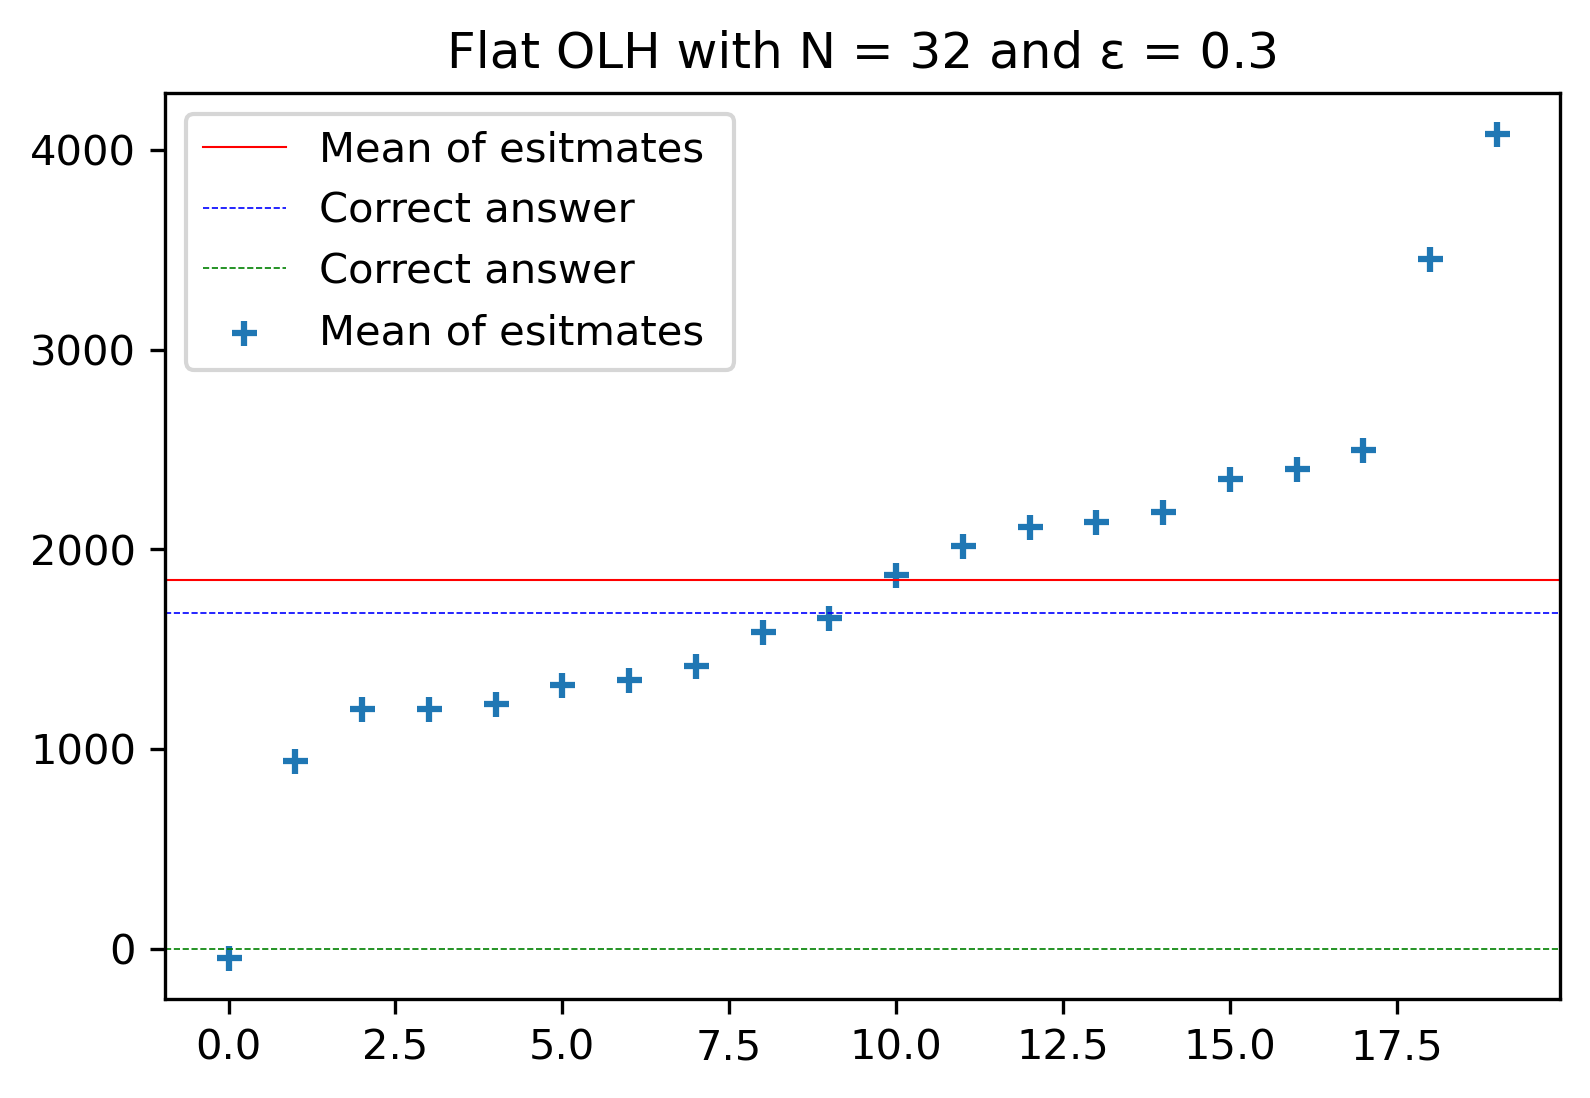 Flat OLH with N = 32 and ε = 0.3
4000
3000
2000
1000
0
Mean of esitmates
Correct answer
Correct answer
Mean of esitmates
0.0 2.5 5.0 7.5 10.0 12.5 15.0 17.5